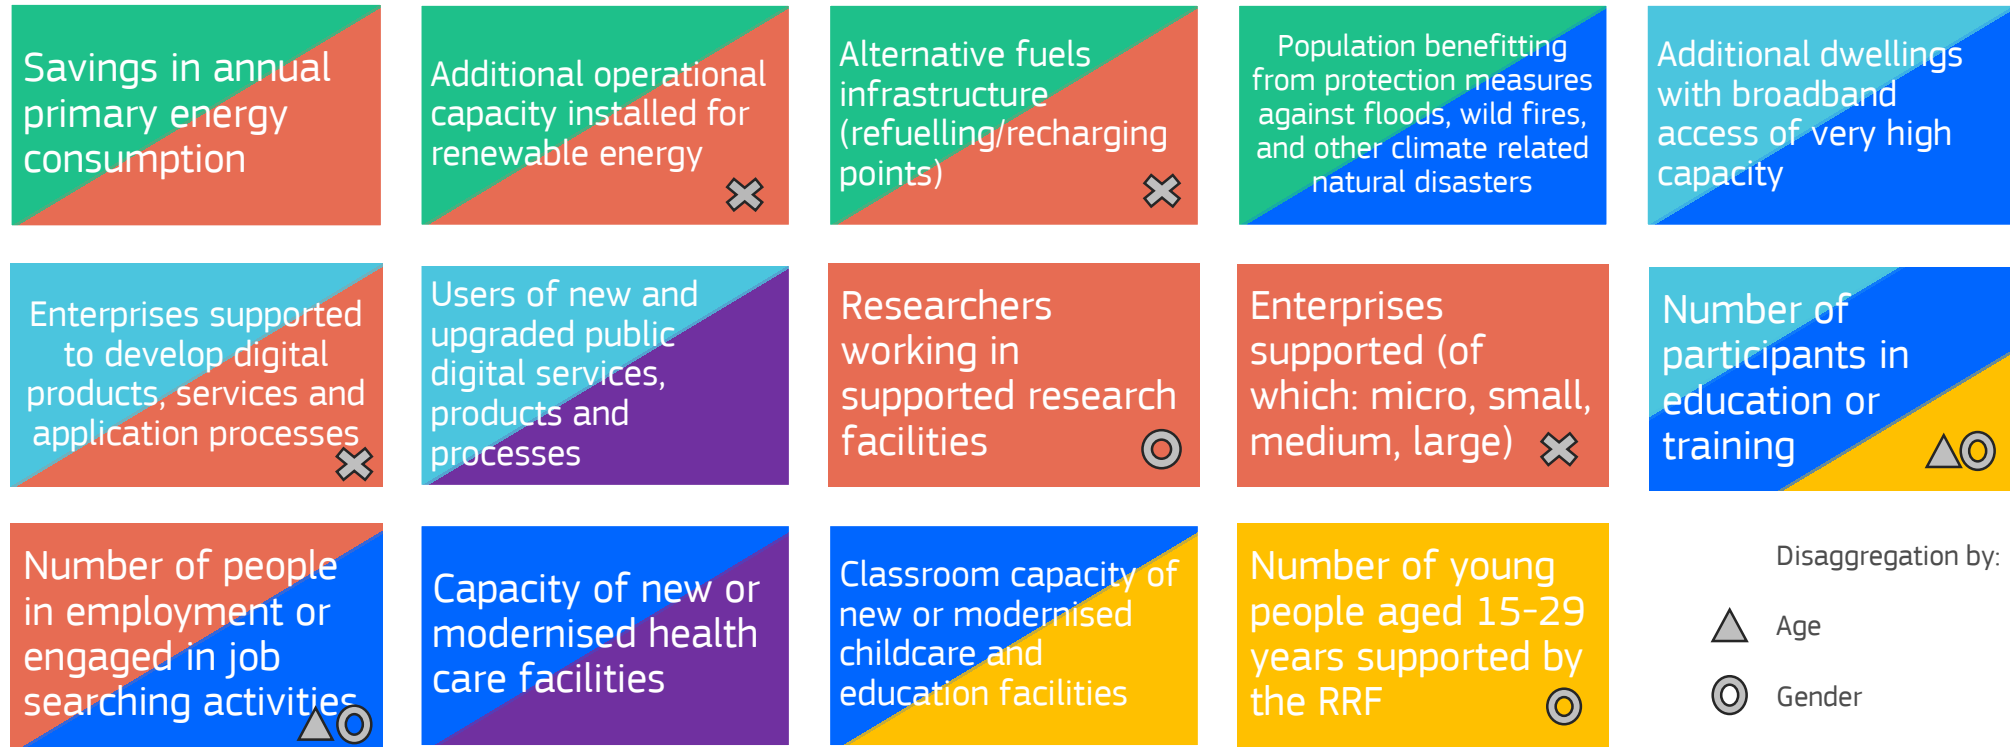 Savings in annual
primary energy
consumption
Additional operational
capacity installed for
renewable energy
Alternative fuels
infrastructure
(refuelling/recharging
points)
Population benefitting
from protection measures
against floods, wild fires,
and other climate related
natural disasters
Additional dwellings
with broadband
access of very high
capacity
Enterprises supported
to develop digital
products, services and
application processes
Users of new and
upgraded public
digital services,
products and
processes
Researchers
working in
supported research
facilities
Enterprises
supported (of
which: micro, small,
medium, large)
Number of
participants in
education or
training
Number of people
in employment or
engaged in job
searching activities
Capacity of new or
modernised health
care facilities
Classroom capacity of
new or modernised
childcare and
education facilities
Number of young
people aged 15-29
years supported by
the RRF
Disaggregation by:
Age
Gender